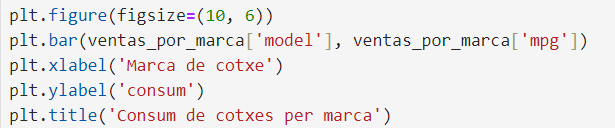 plt.figure(figsize=(10, 6))
plt.bar(ventas_por_marca['model'], ventas_por_marca['mpg'])
plt.xlabel('Marca de cotxe')
plt.ylabel('consum')
plt.title('Consum de cotxes per marca')